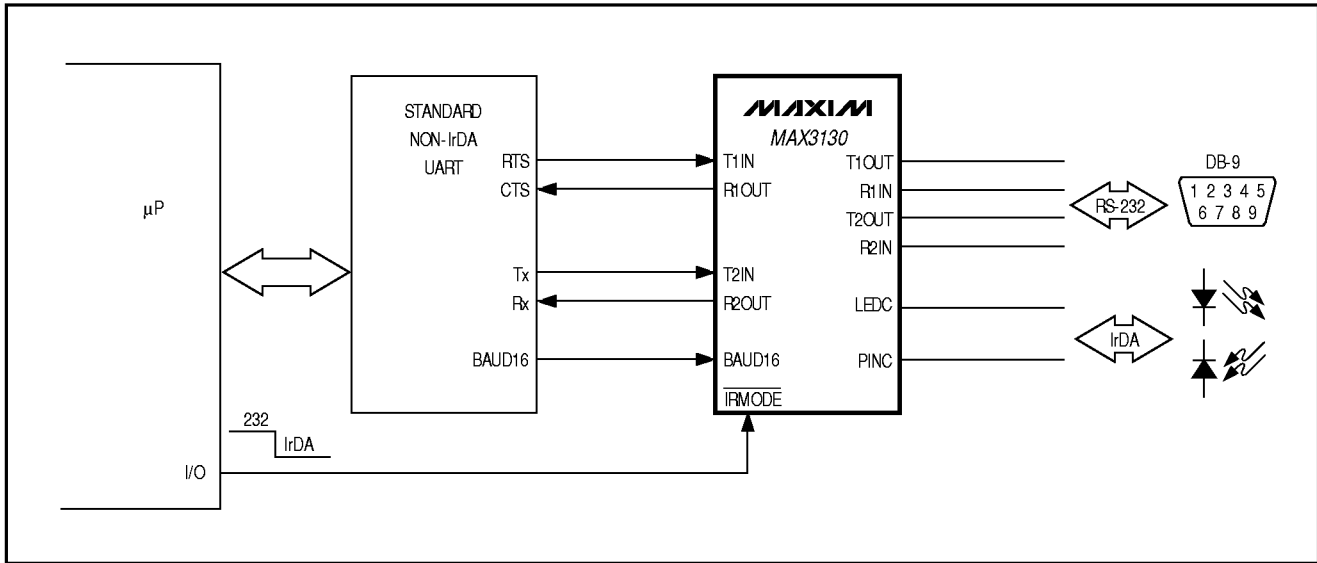 µP
I/O
232
IrDA
STANDARD
NON-IrDA
UART
RTS
CTS
Tx
Rx
BAUD16
MAXIM
MAX3130
T1IN
R1OUT
T2IN
R2OUT
BAUD16
IRMODE
T1OUT
R1IN
T2OUT
R2IN
LEDC
PINC
RS-232
IrDA
DB-9
1 2 3 4 5
6 7 8 9